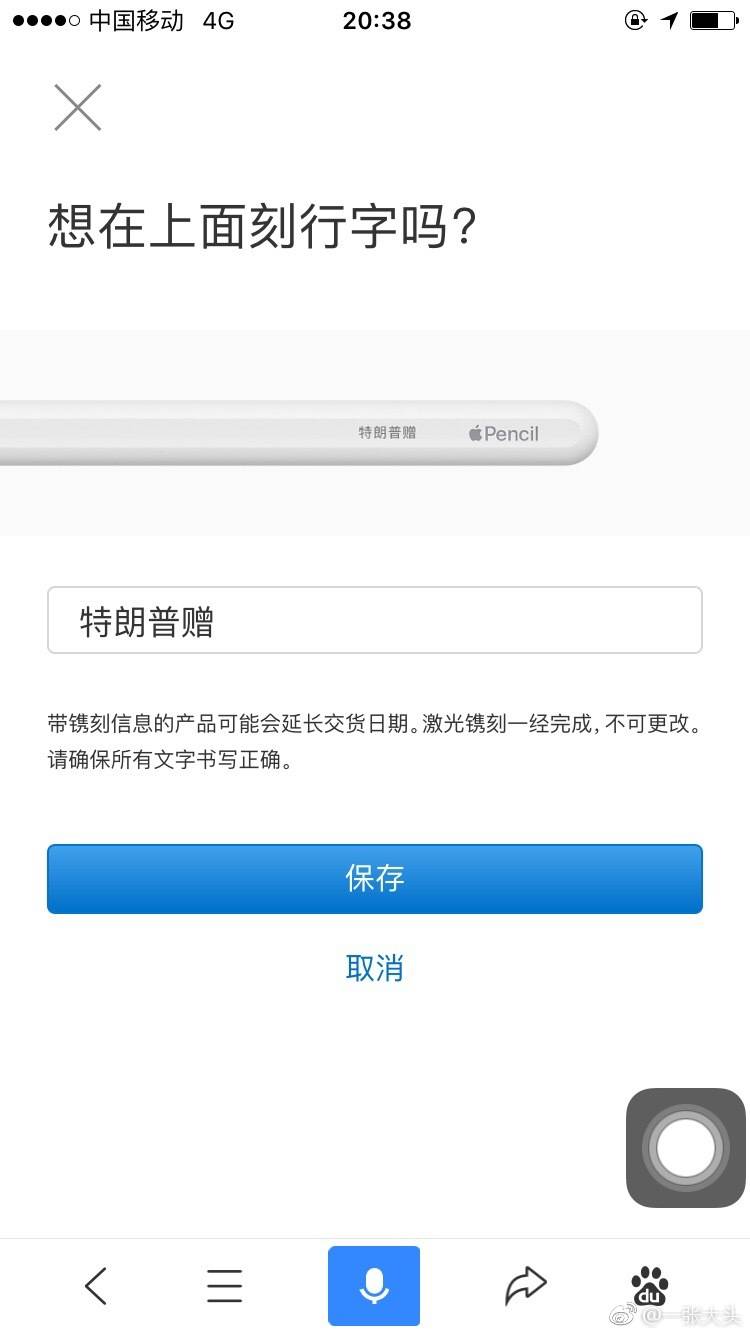 中国移动 4G 20:38
想在上面刻行字吗?
特朗普赠 Pencil
特朗普赠
带镌刻信息的产品可能会延长交货日期。激光镌刻一经完成,不可更改。
请确保所有文字书写正确。
保存
取消
du
@一张大头